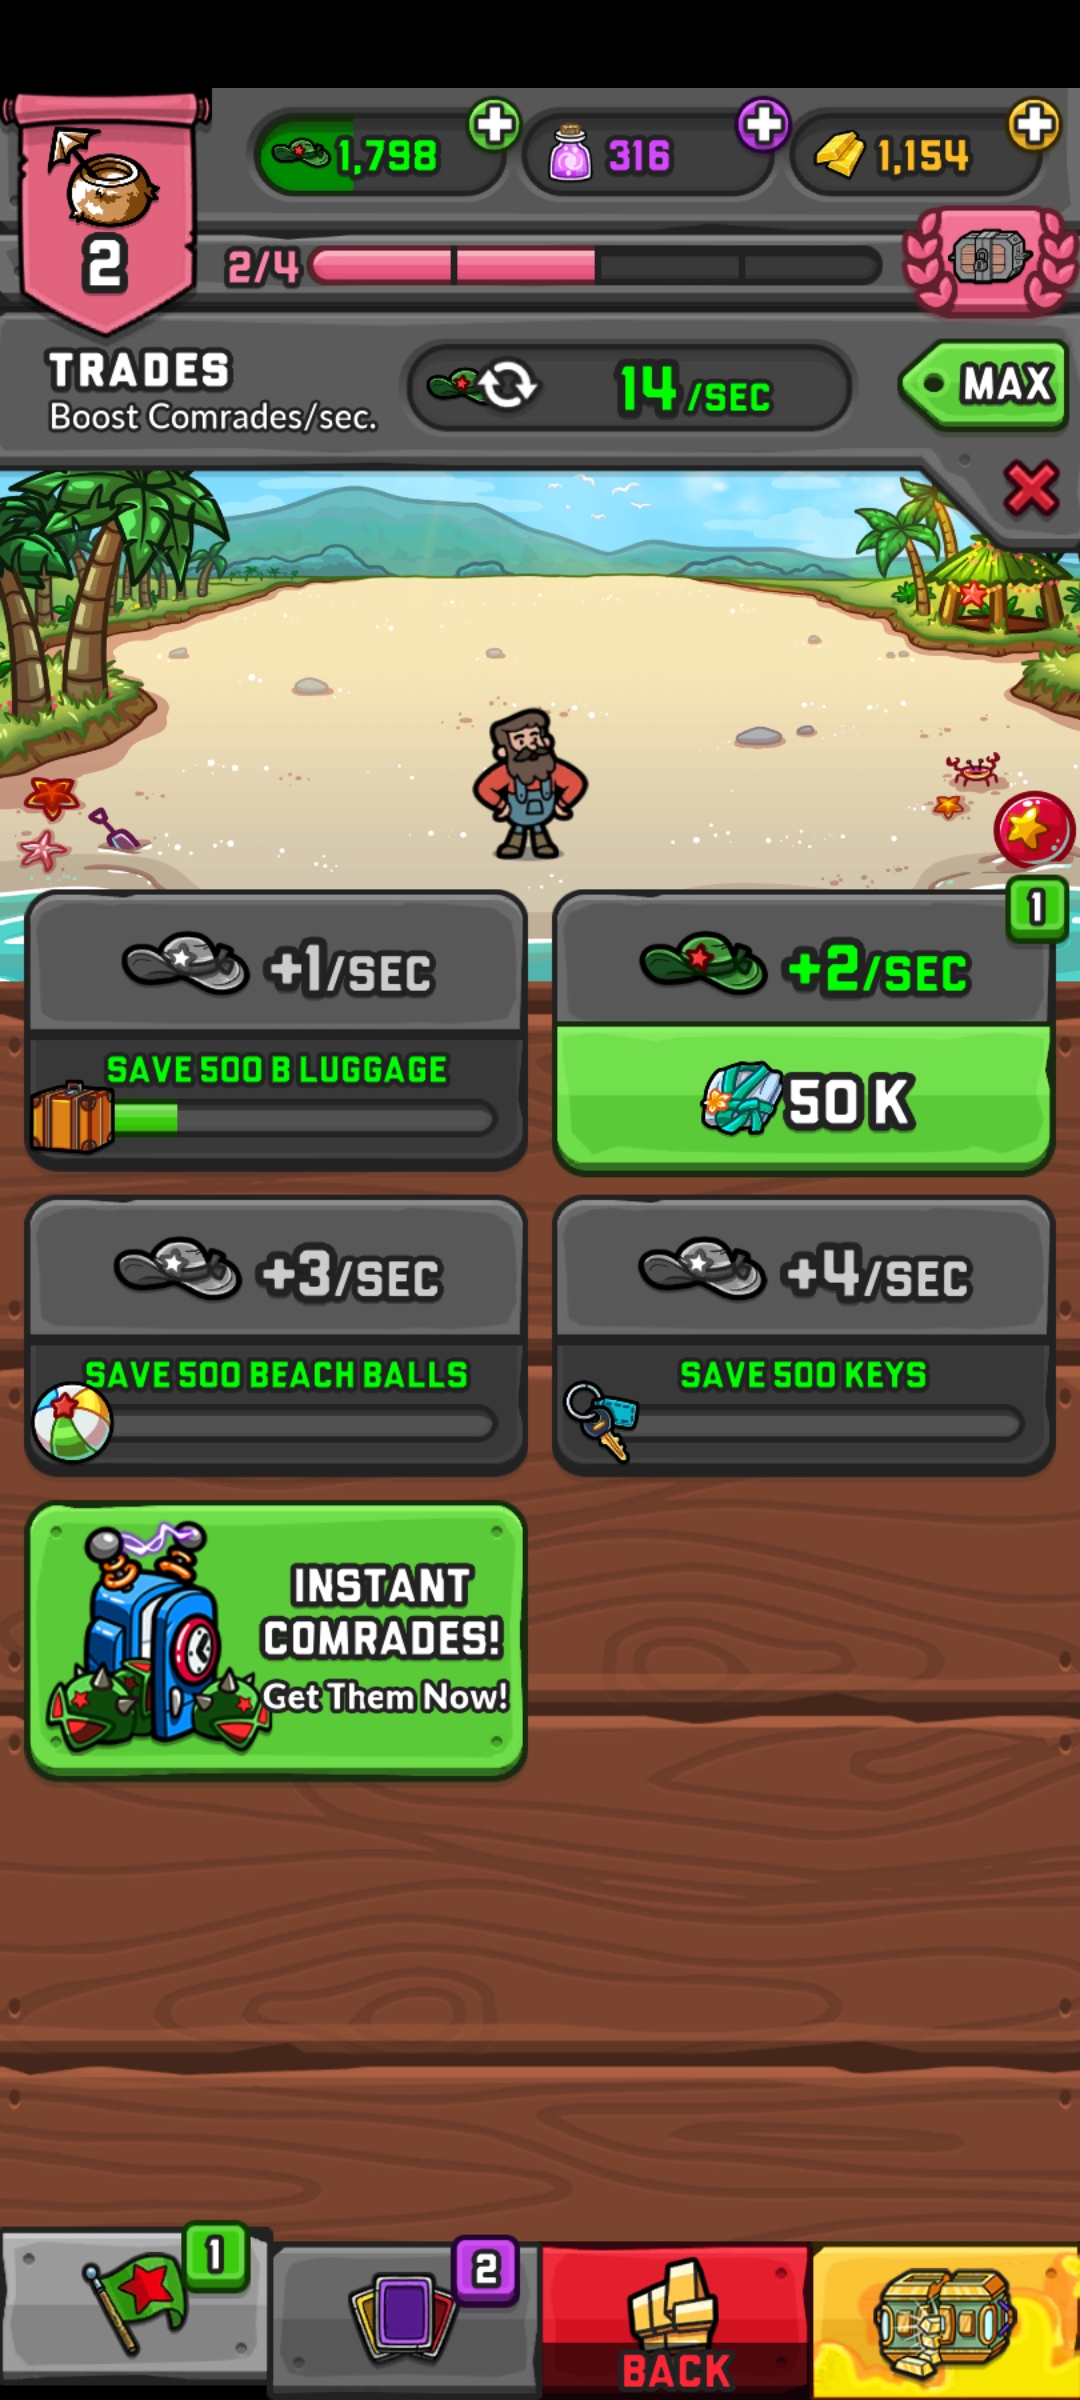 1,798
316
1,154
2
2/4
TRADES
Boost Comrades/sec.
14/SEC
MAX
+1/SEC
SAVE 500 B LUGGAGE
1
+2/SEC
50 K
+3/SEC
SAVE 500 BEACH BALLS
+4/SEC
SAVE 500 KEYS
INSTANT
COMRADES!
Get Them Now!
1
2
BACK